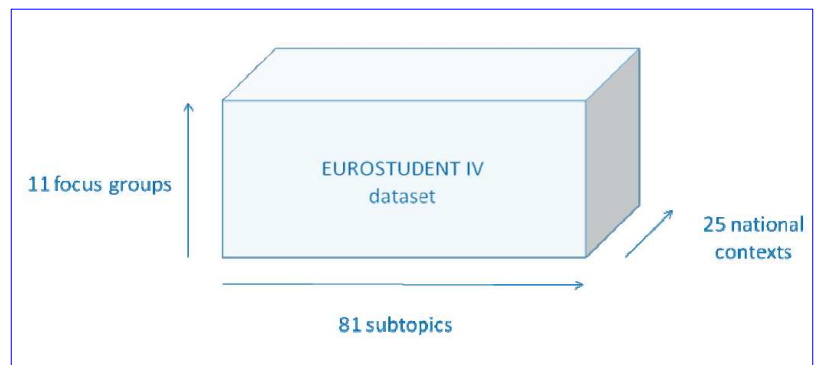 EUROSTUDENT IV
dataset
11 focus groups
25 national
contexts
81 subtopics